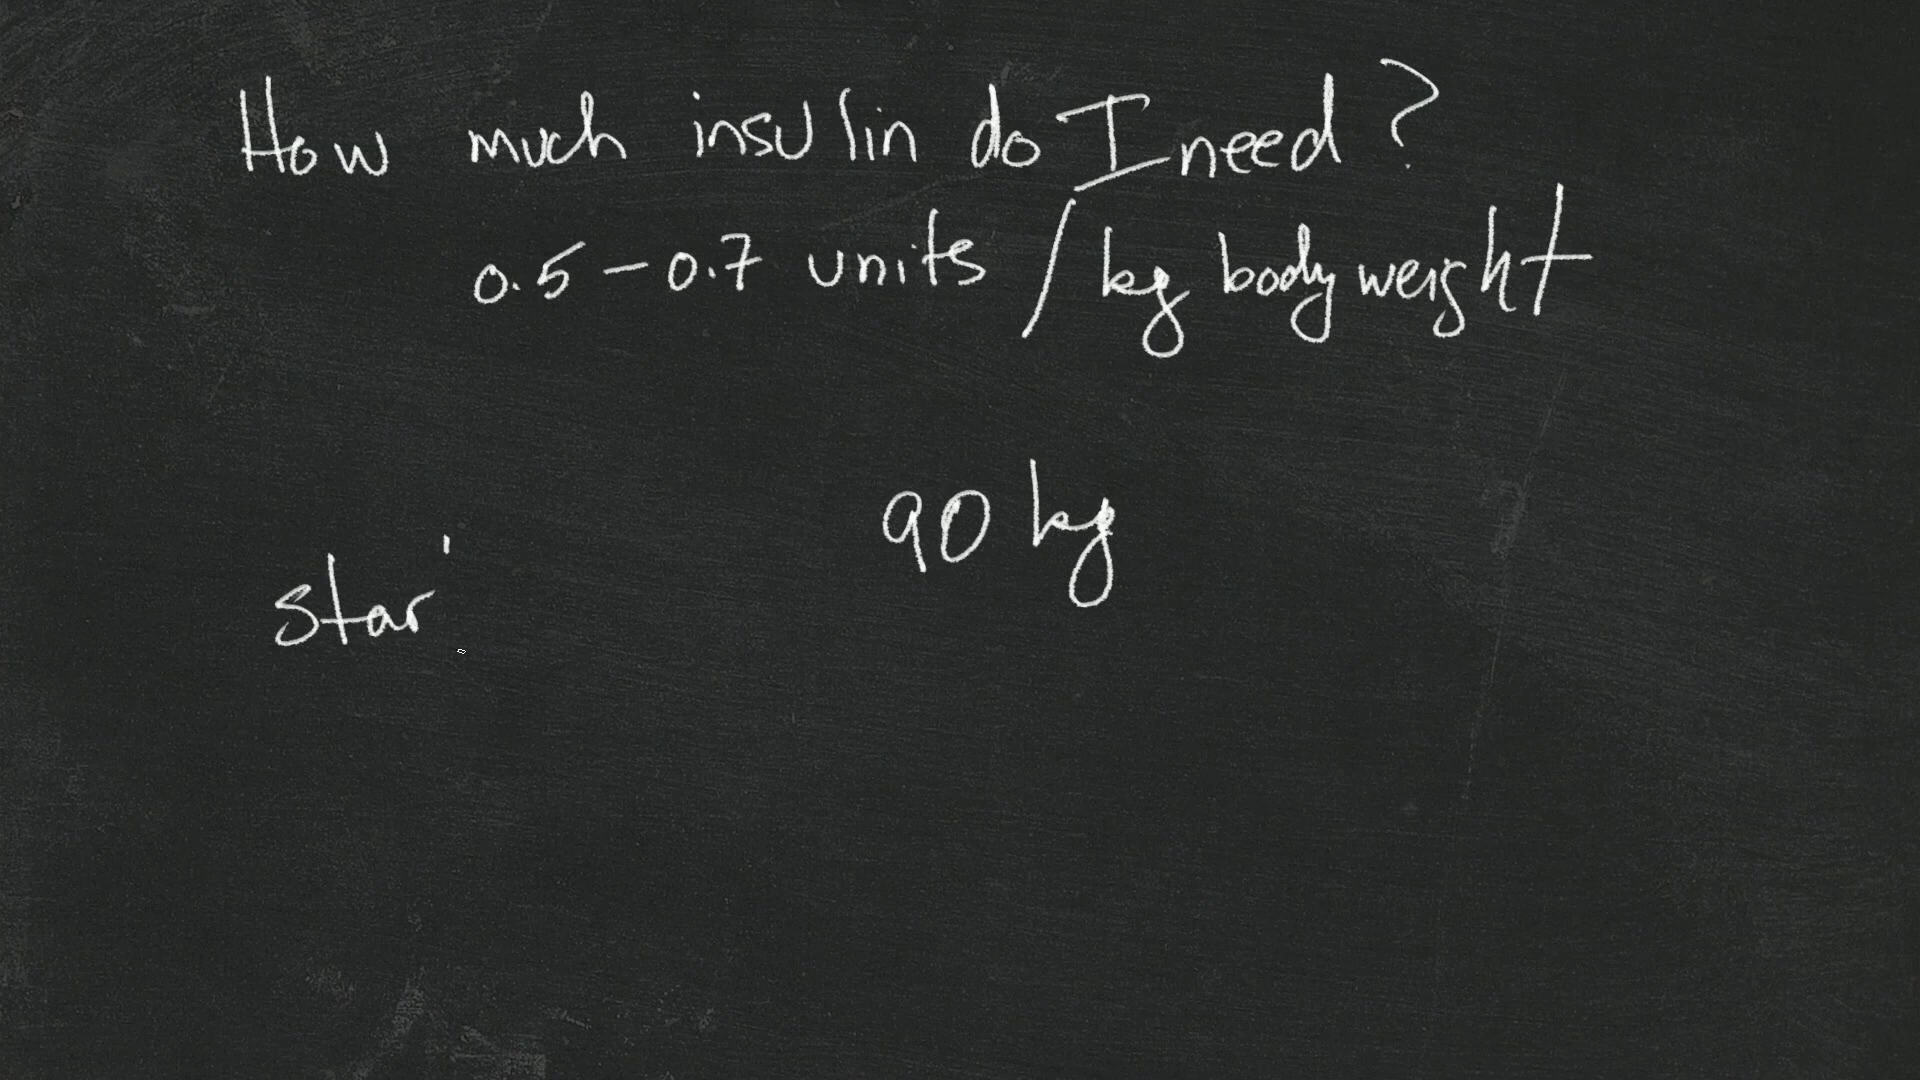 How much insulin do I need?
0.5 - 0.7 units / kg body weight
90 kg
star